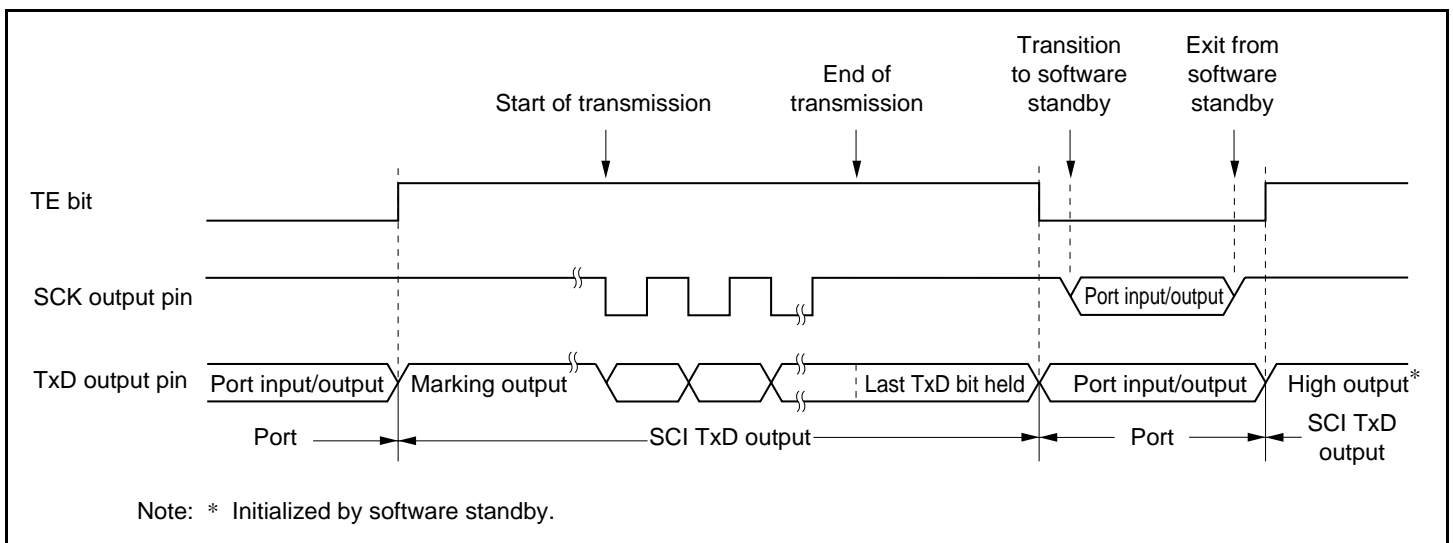 Transition
to software
standby
Exit from
software
standby
End of
transmission
Start of transmission
TE bit
SCK output pin
Port input/output
TxD output pin
Port input/output
Marking output
Last TxD bit held
Port input/output
High output*
Port
SCI TxD output
Port
SCI TxD
output
Note: * Initialized by software standby.